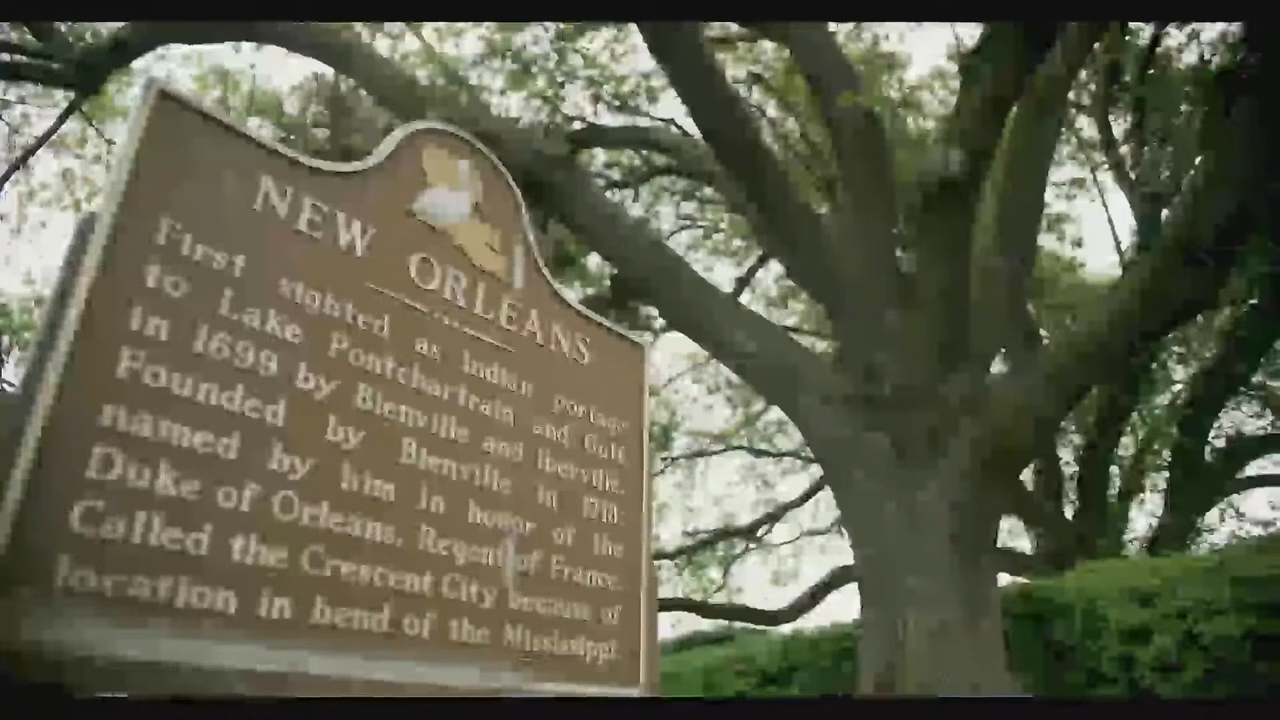 NEW ORLEANS
First sighted as Indian portage
to Lake Pontchartrain and Gulf
in 1699 by Bienville and Iberville.
Founded by Bienville in 1718;
named by him in honor of the
Duke of Orleans, Regent of France.
Called the Crescent City because of
location in bend of the Mississippi.